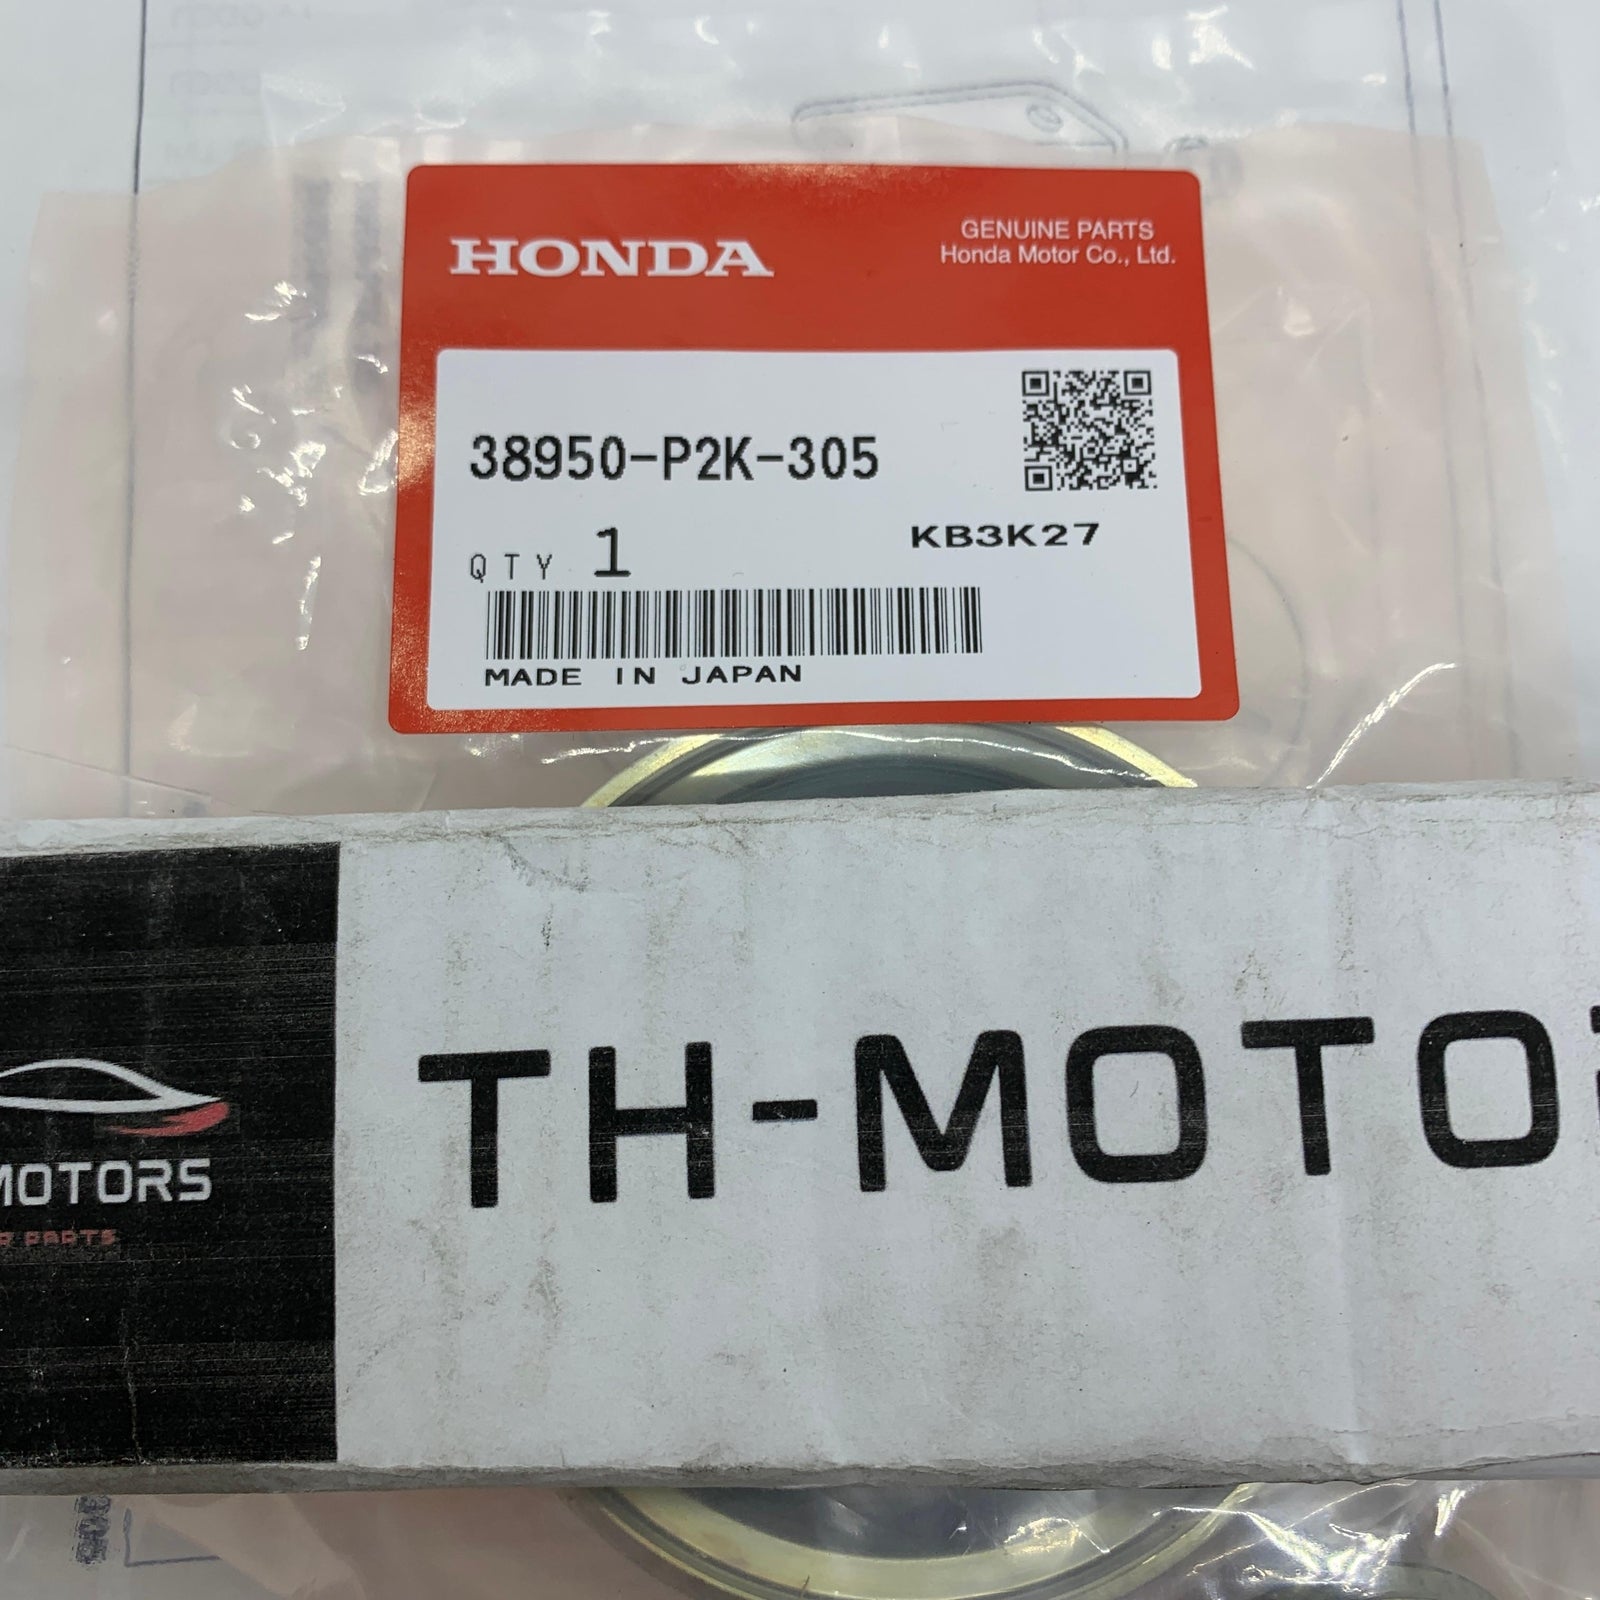 HONDA
GENUINE PARTS
Honda Motor Co., Ltd.
38950-P2K-305
QTY 1
KB3K27
MADE IN JAPAN
TH-MOTO
MOTORS
PARTS